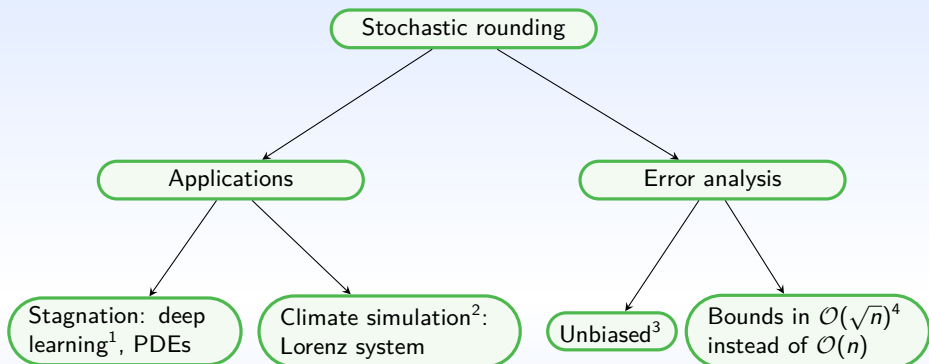 Stochastic rounding
Applications
Error analysis
Stagnation: deep
learning¹, PDEs
Climate simulation²:
Lorenz system
Unbiased³
Bounds in 𝒪(√n)⁴
instead of 𝒪(n)